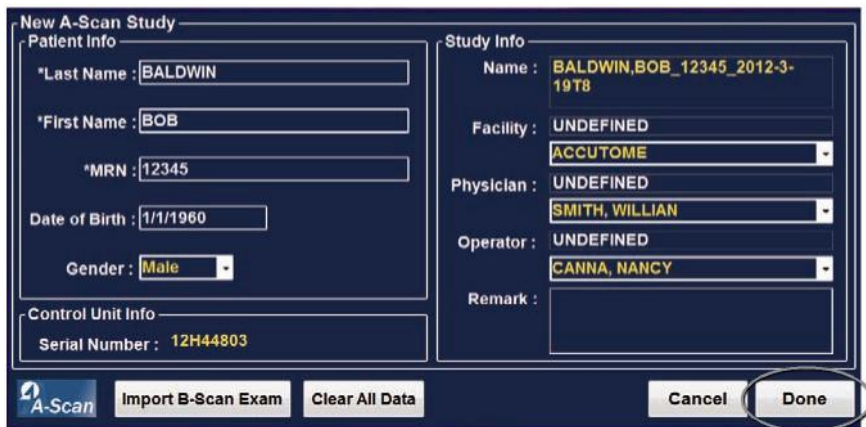 New A-Scan Study
Patient Info
*Last Name : BALDWIN
*First Name : BOB
*MRN : 12345
Date of Birth : 1/1/1960
Gender : Male
Control Unit Info
Serial Number : 12H44803
Study Info
Name : BALDWIN,BOB_12345_2012-3-
19T8
Facility : UNDEFINED
ACCUTOME
Physician : UNDEFINED
SMITH, WILLIAN
Operator : UNDEFINED
CANNA, NANCY
Remark :
A-Scan
Import B-Scan Exam
Clear All Data
Cancel
Done